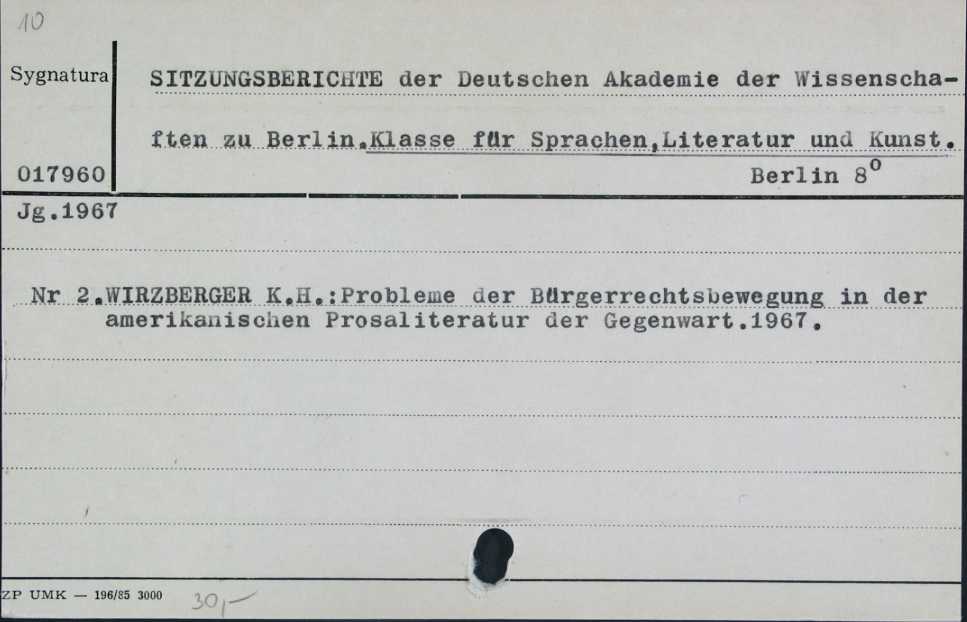 10
Sygnatura
SITZUNGSBERICHTE der Deutschen Akademie der Wissenscha-
ften zu Berlin.Klasse für Sprachen,Literatur und Kunst.
017960
Berlin 8º
Jg.1967
Nr 2.WIRZBERGER K.H.:Probleme der Bürgerrechtsbewegung in der
amerikanischen Prosaliteratur der Gegenwart.1967.
ZP UMK — 196/85 3000
30,-